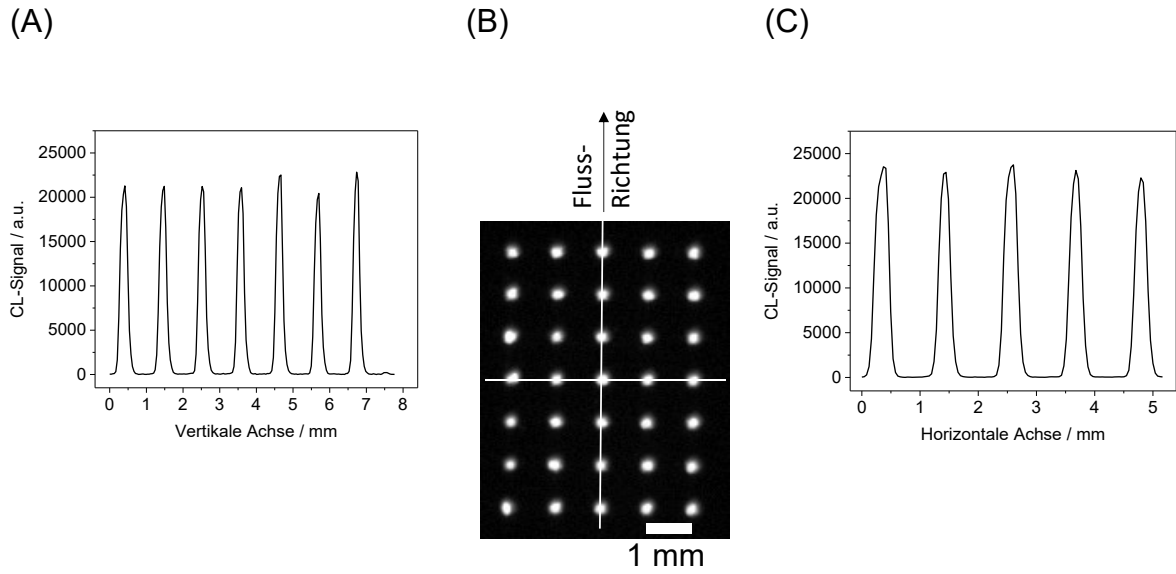 (A)
(B)
(C)
25000
20000
15000
10000
5000
0
CL-Signal / a.u.
0 1 2 3 4 5 6 7 8
Vertikale Achse / mm
Fluss-
Richtung
1 mm
25000
20000
15000
10000
5000
0
CL-Signal / a.u.
0 1 2 3 4 5
Horizontale Achse / mm